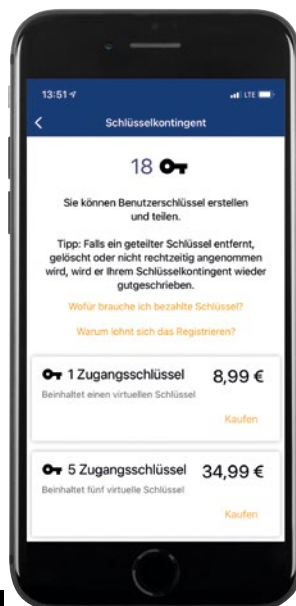 13:51
LTE
Schlüsselkontingent
18
Sie können Benutzerschlüssel erstellen
und teilen.
Tipp: Falls ein geteilter Schlüssel entfernt,
gelöscht oder nicht rechtzeitig angenommen
wird, wird er Ihrem Schlüsselkontingent wieder
gutgeschrieben.
Wofür brauche ich bezahlte Schlüssel?
Warum lohnt sich das Registrieren?
1 Zugangsschlüssel 8,99 €
Beinhaltet einen virtuellen Schlüssel
Kaufen
5 Zugangsschlüssel 34,99 €
Beinhaltet fünf virtuelle Schlüssel
Kaufen